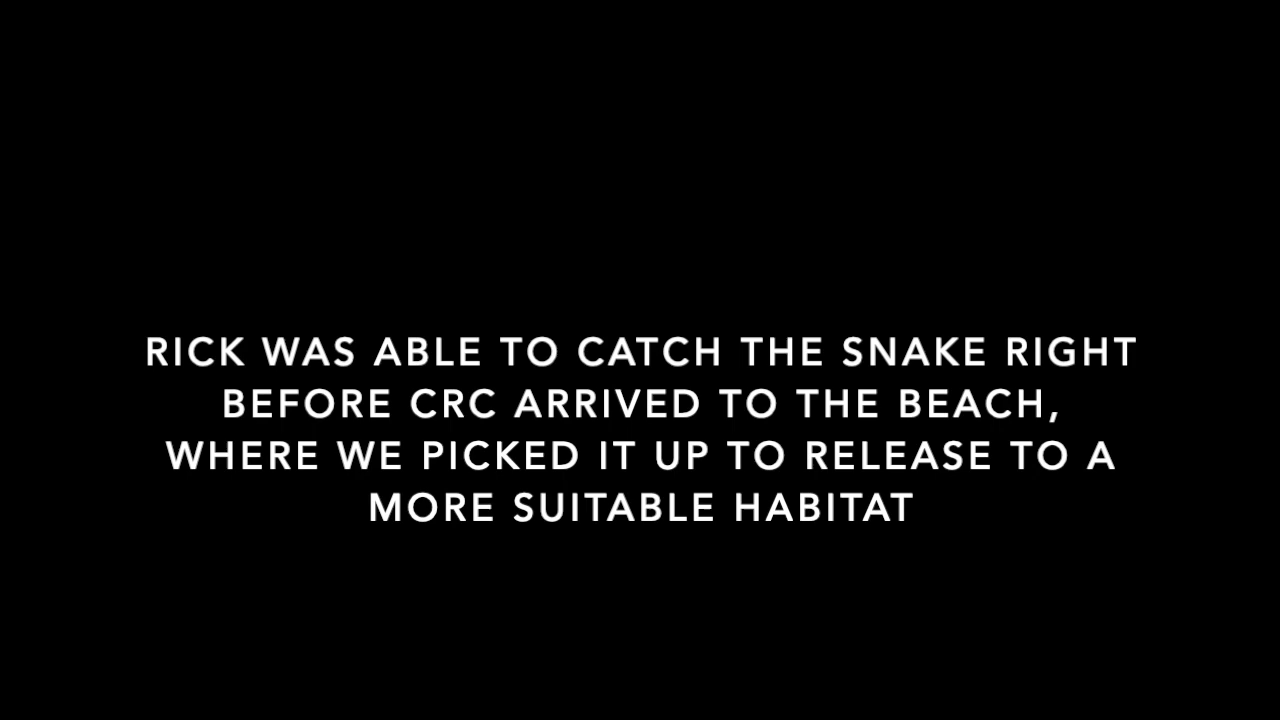 RICK WAS ABLE TO CATCH THE SNAKE RIGHT
BEFORE CRC ARRIVED TO THE BEACH,
WHERE WE PICKED IT UP TO RELEASE TO A
MORE SUITABLE HABITAT